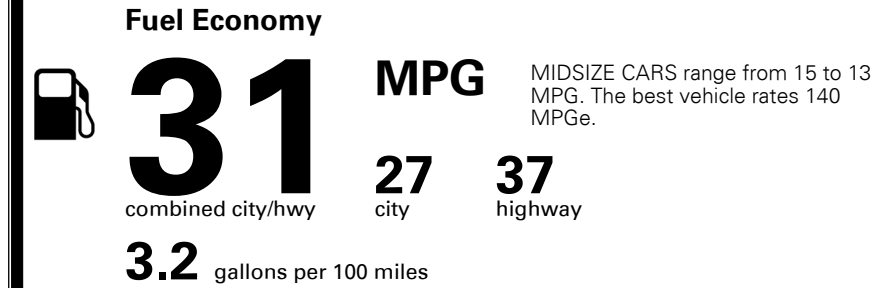 Fuel Economy
31 MPG
MIDSIZE CARS range from 15 to 13
MPG. The best vehicle rates 140
MPGe.
27 37
combined city/hwy city highway
3.2 gallons per 100 miles